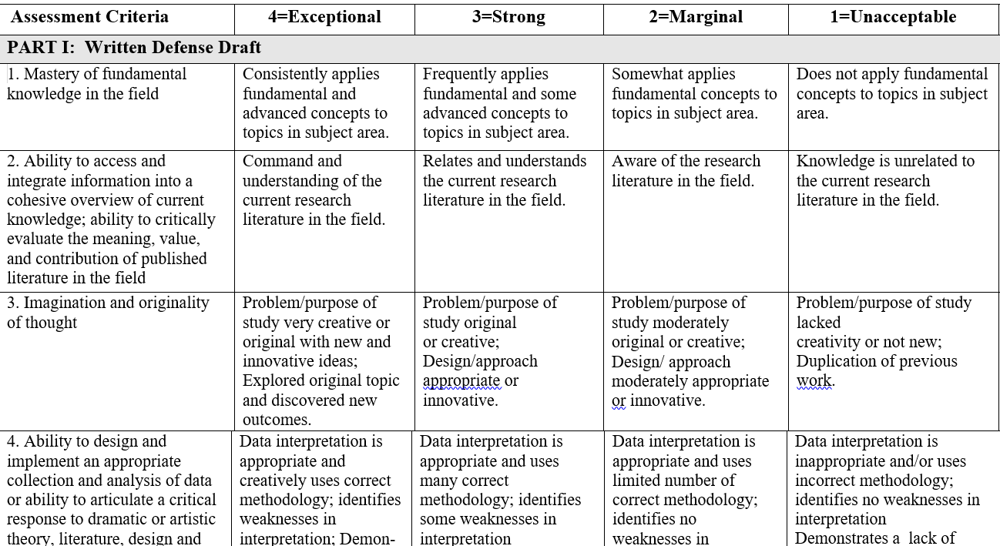 Assessment Criteria
4=Exceptional
3=Strong
2=Marginal
1=Unacceptable
PART I:  Written Defense Draft
1. Mastery of fundamental
knowledge in the field
Consistently applies
fundamental and
advanced concepts to
topics in subject area.
Frequently applies
fundamental and some
advanced concepts to
topics in subject area.
Somewhat applies
fundamental concepts to
topics in subject area.
Does not apply fundamental
concepts to topics in subject
area.
2. Ability to access and
integrate information into a
cohesive overview of current
knowledge; ability to critically
evaluate the meaning, value,
and contribution of published
literature in the field
Command and
understanding of the
current research
literature in the field.
Relates and understands
the current research
literature in the field.
Aware of the research
literature in the field.
Knowledge is unrelated to
the current research
literature in the field.
3. Imagination and originality
of thought
Problem/purpose of
study very creative or
original with new and
innovative ideas;
Explored original topic
and discovered new
outcomes.
Problem/purpose of
study original
or creative;
Design/approach
appropriate or
innovative.
Problem/purpose of
study moderately
original or creative;
Design/ approach
moderately appropriate
or innovative.
Problem/purpose of study
lacked
creativity or not new;
Duplication of previous
work.
4. Ability to design and
implement an appropriate
collection and analysis of data
or ability to articulate a critical
response to dramatic or artistic
theory, literature, design and
Data interpretation is
appropriate and
creatively uses correct
methodology; identifies
weaknesses in
interpretation; Demon-
Data interpretation is
appropriate and uses
many correct
methodology; identifies
some weaknesses in
interpretation
Data interpretation is
appropriate and uses
limited number of
correct methodology;
identifies no
weaknesses in
Data interpretation is
inappropriate and/or uses
incorrect methodology;
identifies no weaknesses in
interpretation
Demonstrates a  lack of